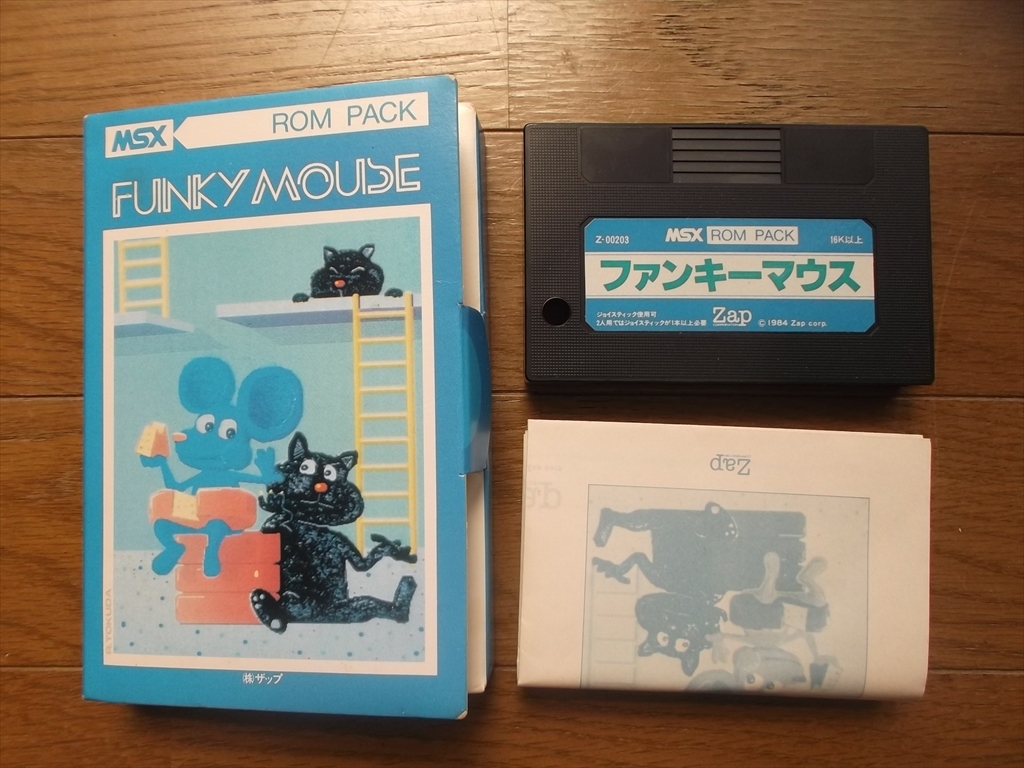 MSX ROM PACK
FUNKY MOUSE
R.TOKUDA
㈱ザップ
Z-00203 MSX ROM PACK 16K以上
ファンキーマウス
ジョイスティック使用可
2人用ではジョイスティックが1本以上必要 Zap © 1984 Zap corp.
Zap